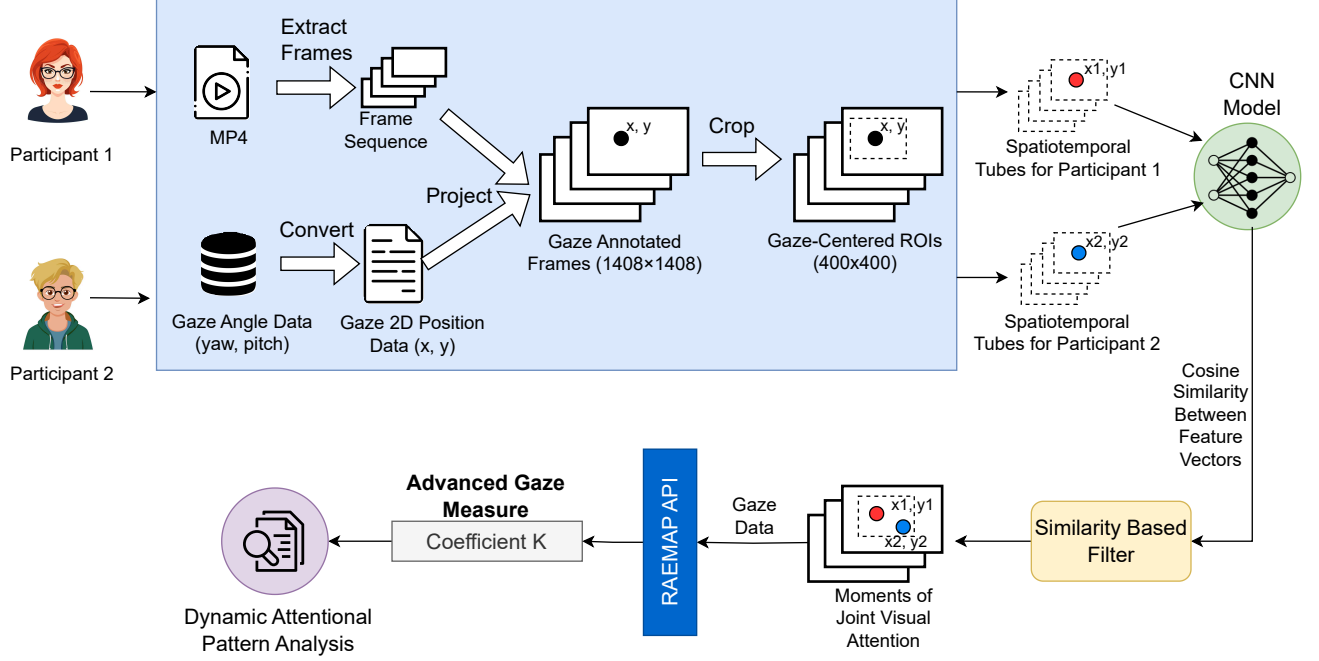 Extract
Frames
MP4
Frame
Sequence
Participant 1
Project
Convert
Gaze Angle Data
(yaw, pitch)
Gaze 2D Position
Data (x, y)
Participant 2
x, y
Gaze Annotated
Frames (1408×1408)
Crop
x, y
Gaze-Centered ROIs
(400x400)
x1, y1
Spatiotemporal
Tubes for Participant 1
x2, y2
Spatiotemporal
Tubes for Participant 2
CNN
Model
Cosine
Similarity
Between
Feature
Vectors
Similarity Based
Filter
x1, y1
x2, y2
Moments of
Joint Visual
Attention
Gaze
Data
RAEMAP API
Advanced Gaze
Measure
Coefficient K
Dynamic Attentional
Pattern Analysis